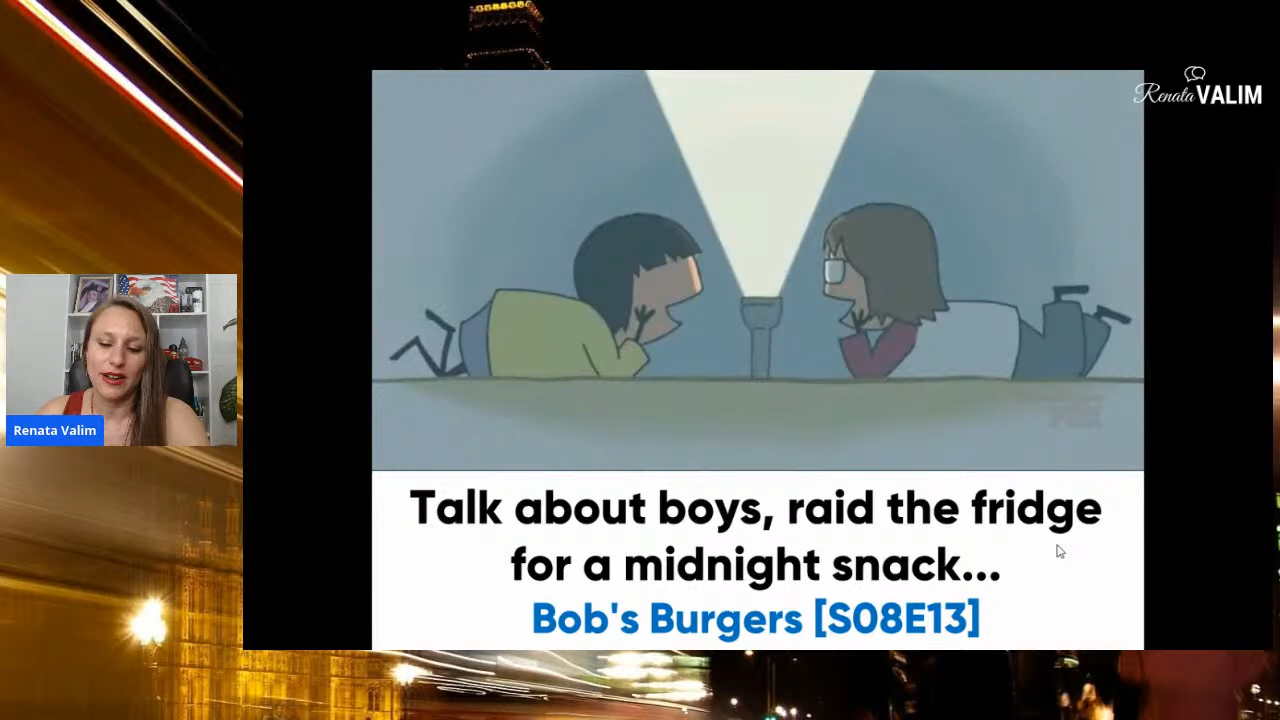 Renata VALIM
Talk about boys, raid the fridge
for a midnight snack...
Bob's Burgers [S08E13]
Renata Valim